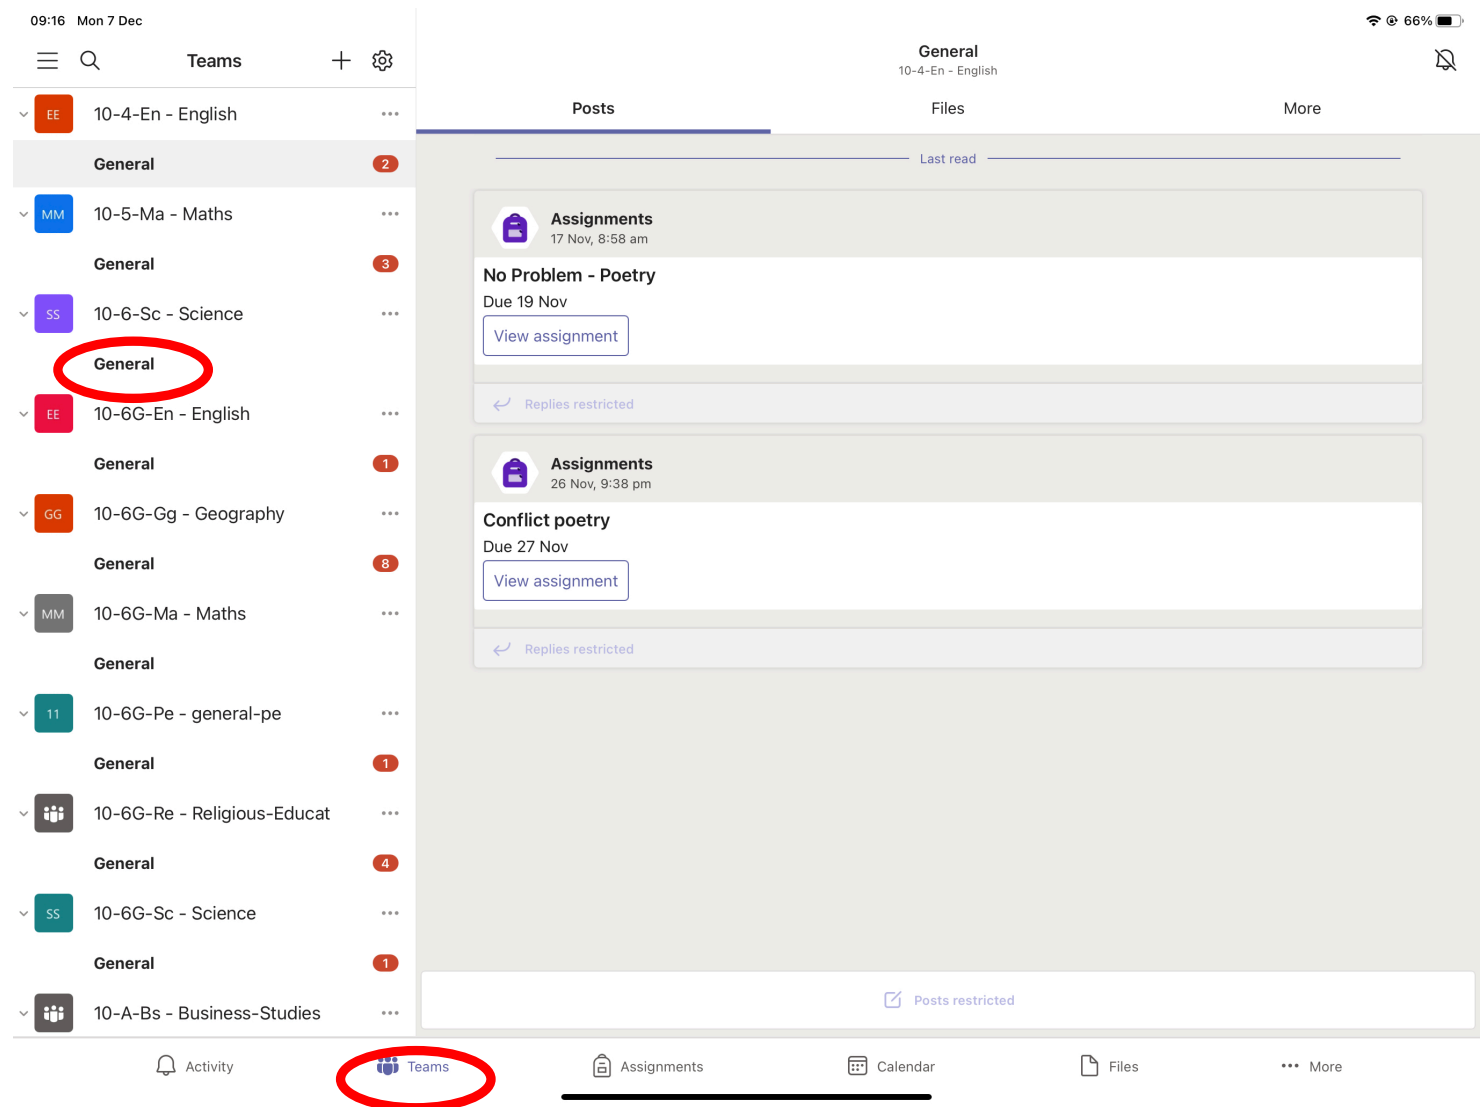 09:16 Mon 7 Dec
66%
Teams
EE 10-4-En - English
General 2
MM 10-5-Ma - Maths
General 3
SS 10-6-Sc - Science
General
EE 10-6G-En - English
General 1
GG 10-6G-Gg - Geography
General 8
MM 10-6G-Ma - Maths
General
11 10-6G-Pe - general-pe
General 1
10-6G-Re - Religious-Educat
General 4
SS 10-6G-Sc - Science
General 1
10-A-Bs - Business-Studies
General
10-4-En - English
Posts Files More
Last read
Assignments
17 Nov, 8:58 am
No Problem - Poetry
Due 19 Nov
View assignment
Replies restricted
Assignments
26 Nov, 9:38 pm
Conflict poetry
Due 27 Nov
View assignment
Replies restricted
Posts restricted
Activity Teams Assignments Calendar Files More